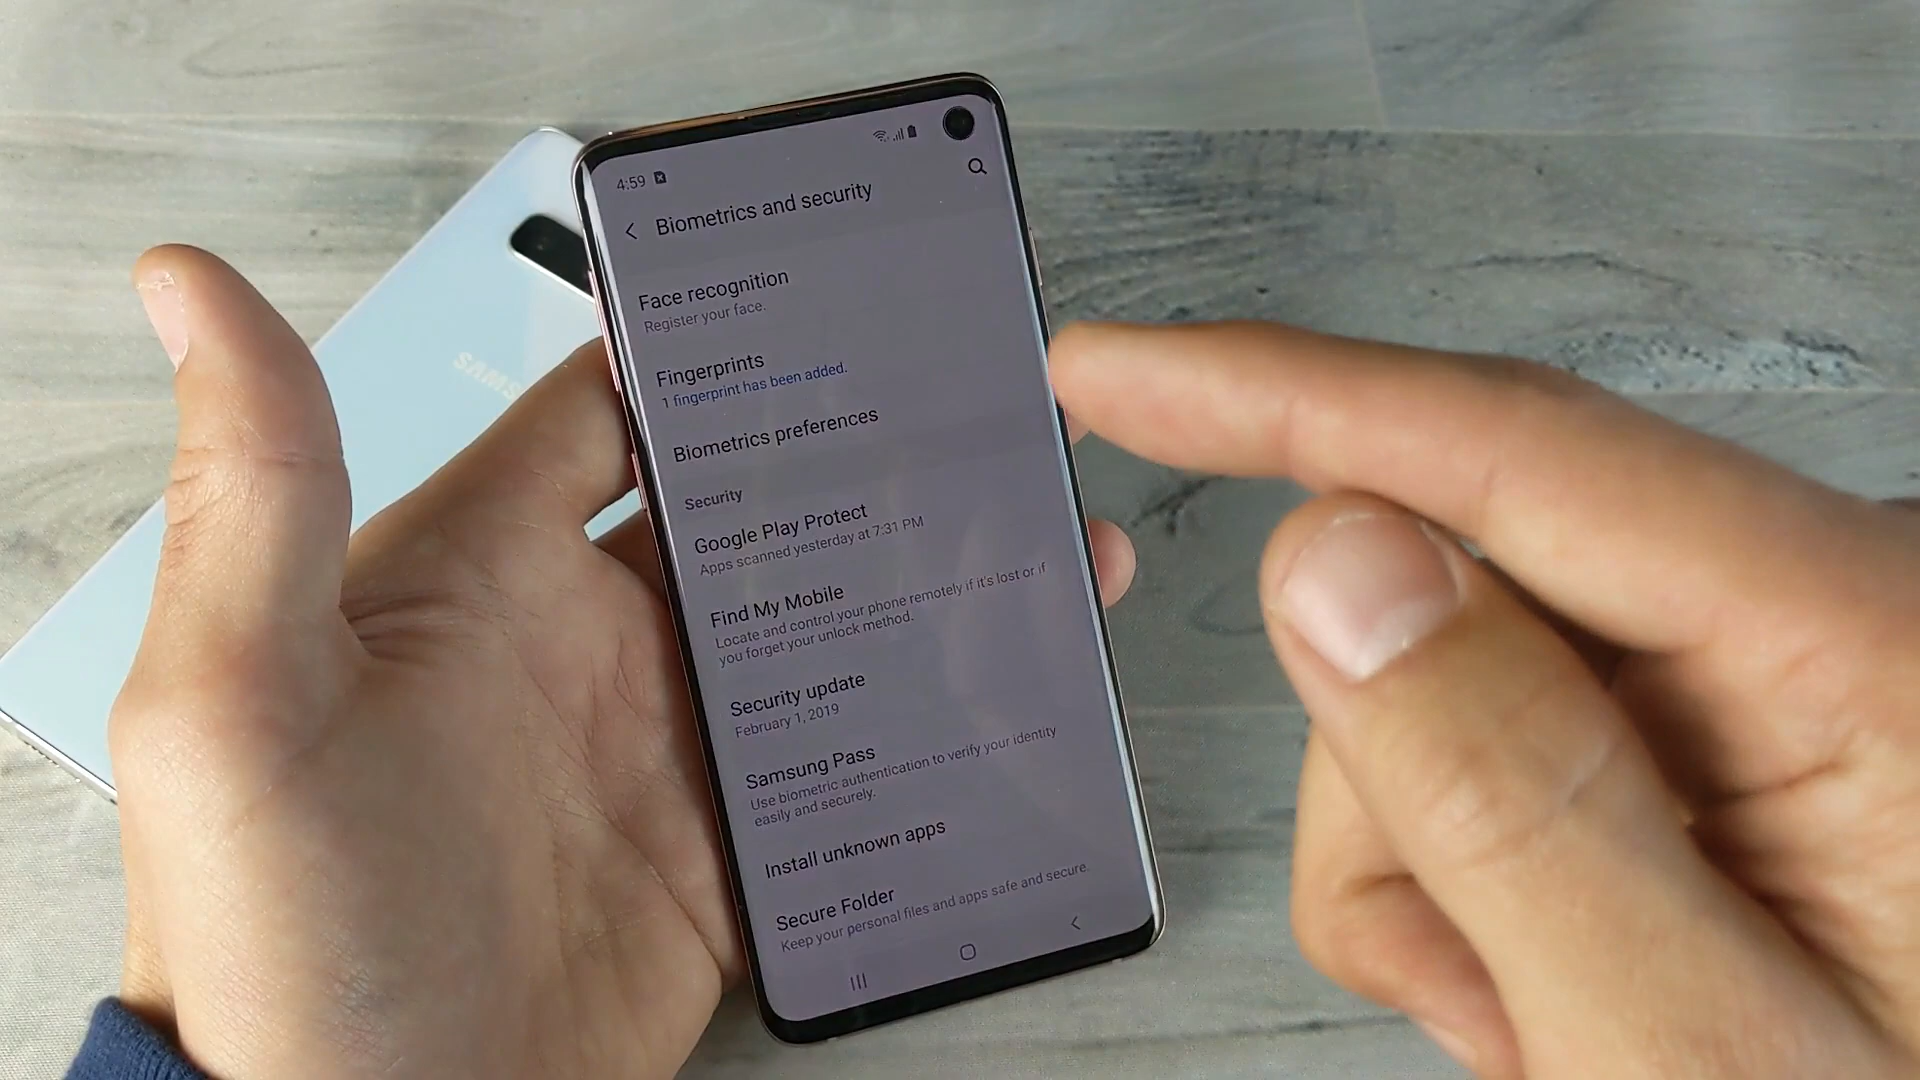 4:59
Biometrics and security
Face recognition
Register your face.
Fingerprints
1 fingerprint has been added.
Biometrics preferences
Security
Google Play Protect
Apps scanned yesterday at 7:31 PM
Find My Mobile
Locate and control your phone remotely if it's lost or if
you forget your unlock method.
Security update
February 1, 2019
Samsung Pass
Use biometric authentication to verify your identity
easily and securely.
Install unknown apps
Secure Folder
Keep your personal files and apps safe and secure.
SAMS